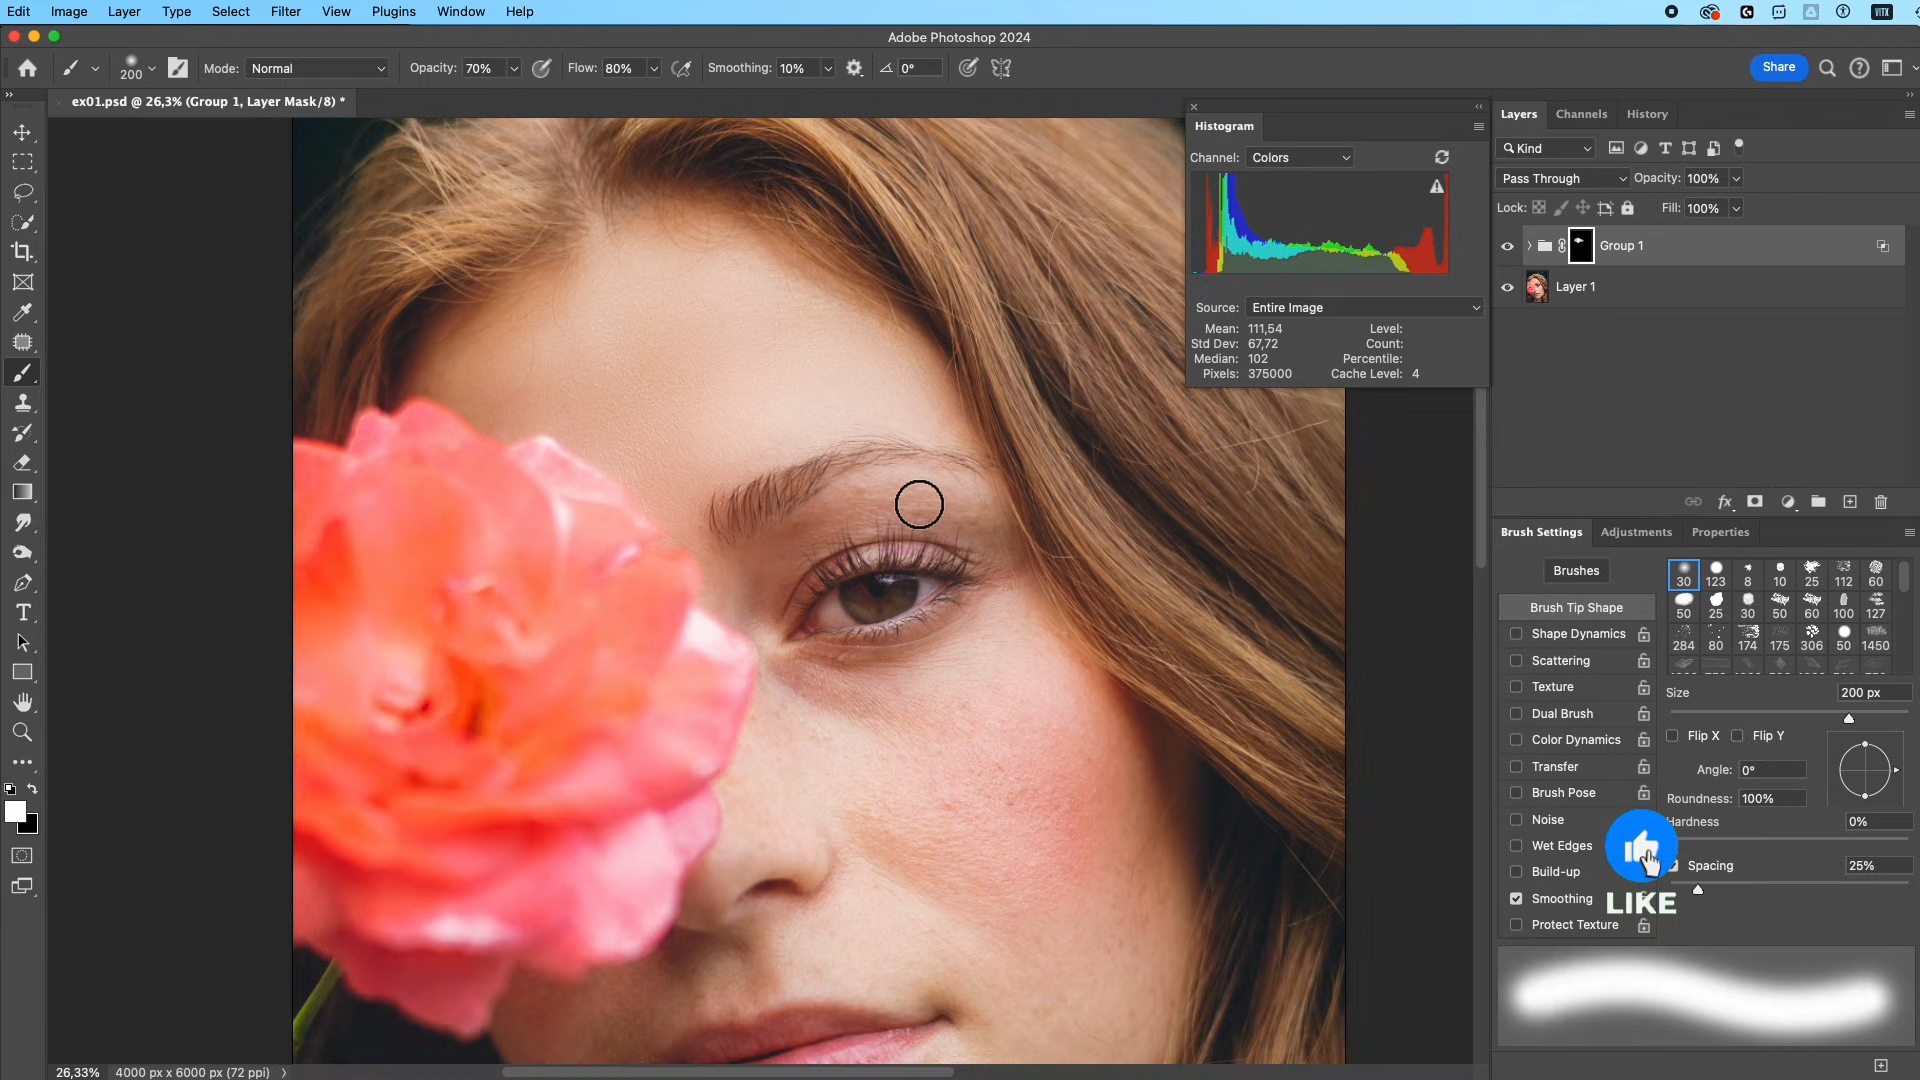 Edit Image Layer Type Select Filter View Plugins Window Help
VITX
Adobe Photoshop 2024
200 Mode: Normal Opacity: 70% Flow: 80% Smoothing: 10% 0° Share
ex01.psd @ 26,3% (Group 1, Layer Mask/8) *
Histogram
Channel: Colors
Source: Entire Image
Mean: 111,54 Level:
Std Dev: 67,72 Count:
Median: 102 Percentile:
Pixels: 375000 Cache Level: 4
Layers Channels History
Kind
Pass Through Opacity: 100%
Lock: Fill: 100%
Group 1
Layer 1
Brush Settings Adjustments Properties
Brushes
Brush Tip Shape
Shape Dynamics
Scattering
Texture
Dual Brush
Color Dynamics
Transfer
Brush Pose
Noise
Wet Edges
Build-up
Smoothing
Protect Texture
30 123 8 10 25 112 60
50 25 30 50 60 100 127
284 80 174 175 306 50 1450
Size 200 px
Flip X Flip Y
Angle: 0°
Roundness: 100%
Hardness 0%
Spacing 25%
LIKE
26,33% 4000 px x 6000 px (72 ppi)